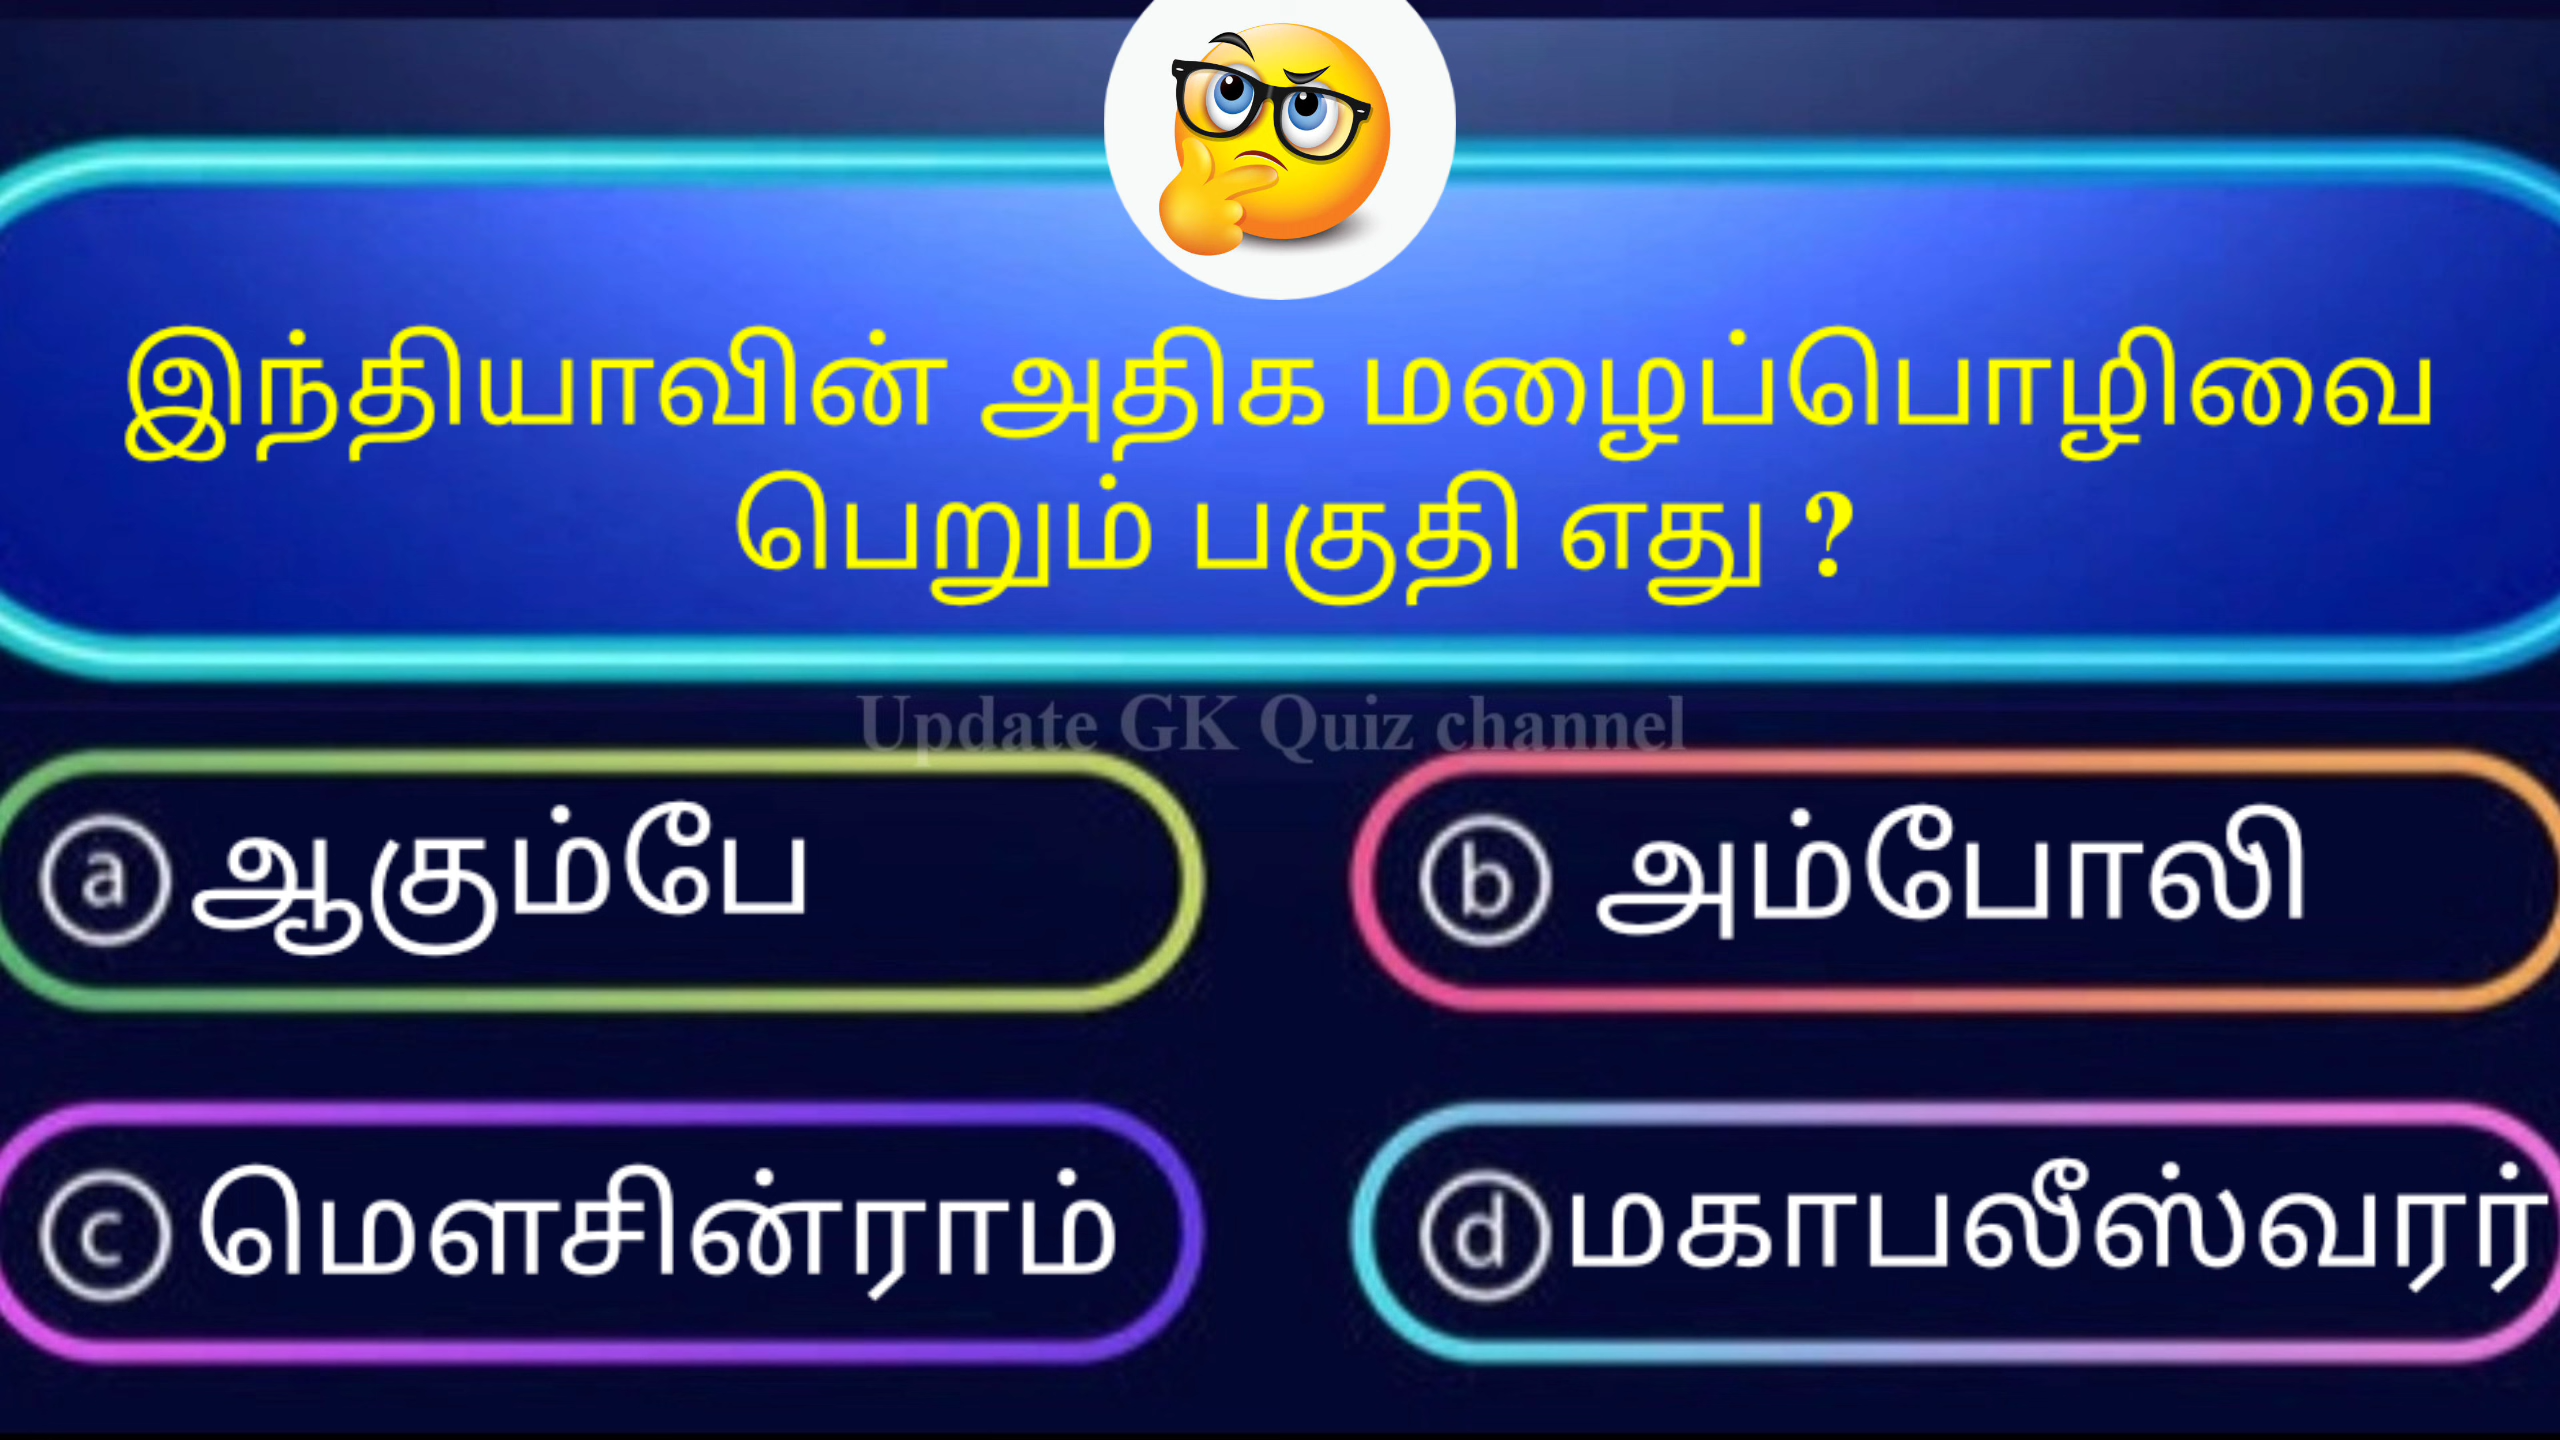 இந்தியாவின் அதிக மழைப்பொழிவை
பெறும் பகுதி எது ?
Update GK Quiz channel
a ஆகும்பே
b அம்போலி
c மௌசின்ராம்
d மகாபலீஸ்வரர்